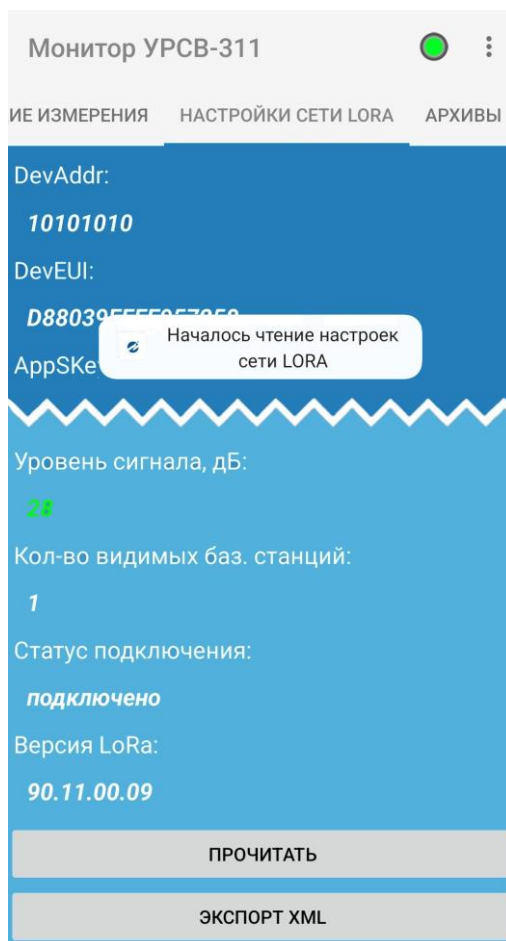 Монитор УРСВ-311
ИЕ ИЗМЕРЕНИЯ НАСТРОЙКИ СЕТИ LORA АРХИВЫ
DevAddr:
10101010
DevEUI:
Началось чтение настроек
сети LORA
Уровень сигнала, дБ:
Кол-во видимых баз. станций:
1
Статус подключения:
подключено
Версия LoRa:
90.11.00.09
ПРОЧИТАТЬ
ЭКСПОРТ XML